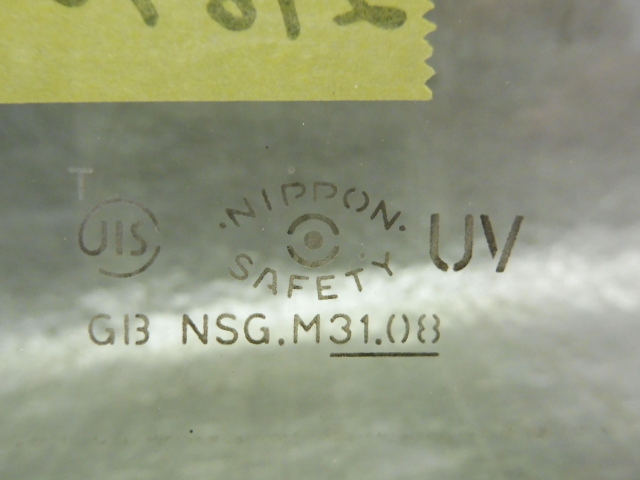 T
JIS
·NIPPON·
SAFETY
UV
GB NSG.M31.08